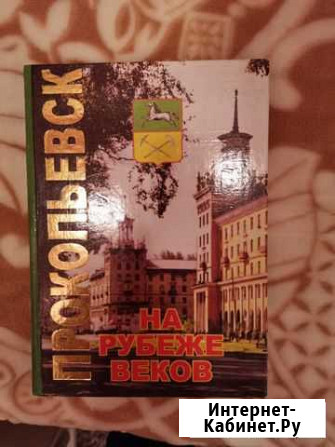 ПРОКОПЬЕВСК
НА
РУБЕЖЕ
ВЕКОВ
Интернет-
Кабинет.Ру